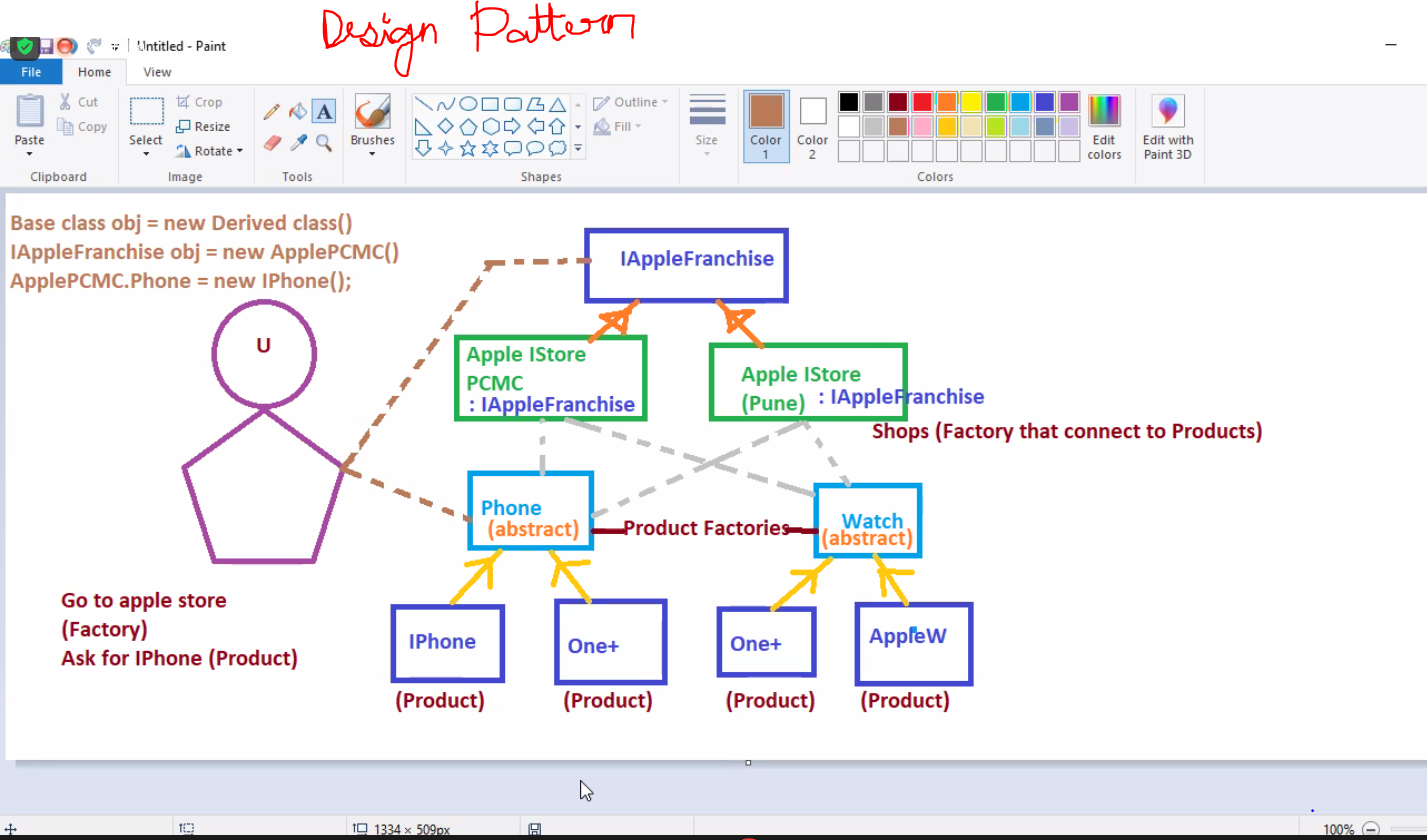 Design Pattern
Untitled - Paint
File Home View
Cut
Copy
Paste
Clipboard
Crop
Resize
Rotate
Select
Image
A
Tools
Brushes
Outline
Fill
Shapes
Size
Color 1
Color 2
Edit colors
Colors
Edit with Paint 3D
Base class obj = new Derived class()
IAppleFranchise obj = new ApplePCMC()
ApplePCMC.Phone = new IPhone();
U
IAppleFranchise
Apple IStore
PCMC
: IAppleFranchise
Apple IStore
(Pune)
: IAppleFranchise
Shops (Factory that connect to Products)
Phone
(abstract)
Product Factories
Watch
(abstract)
Go to apple store
(Factory)
Ask for IPhone (Product)
IPhone
(Product)
One+
(Product)
One+
(Product)
AppleW
(Product)
1334 × 509px
100%